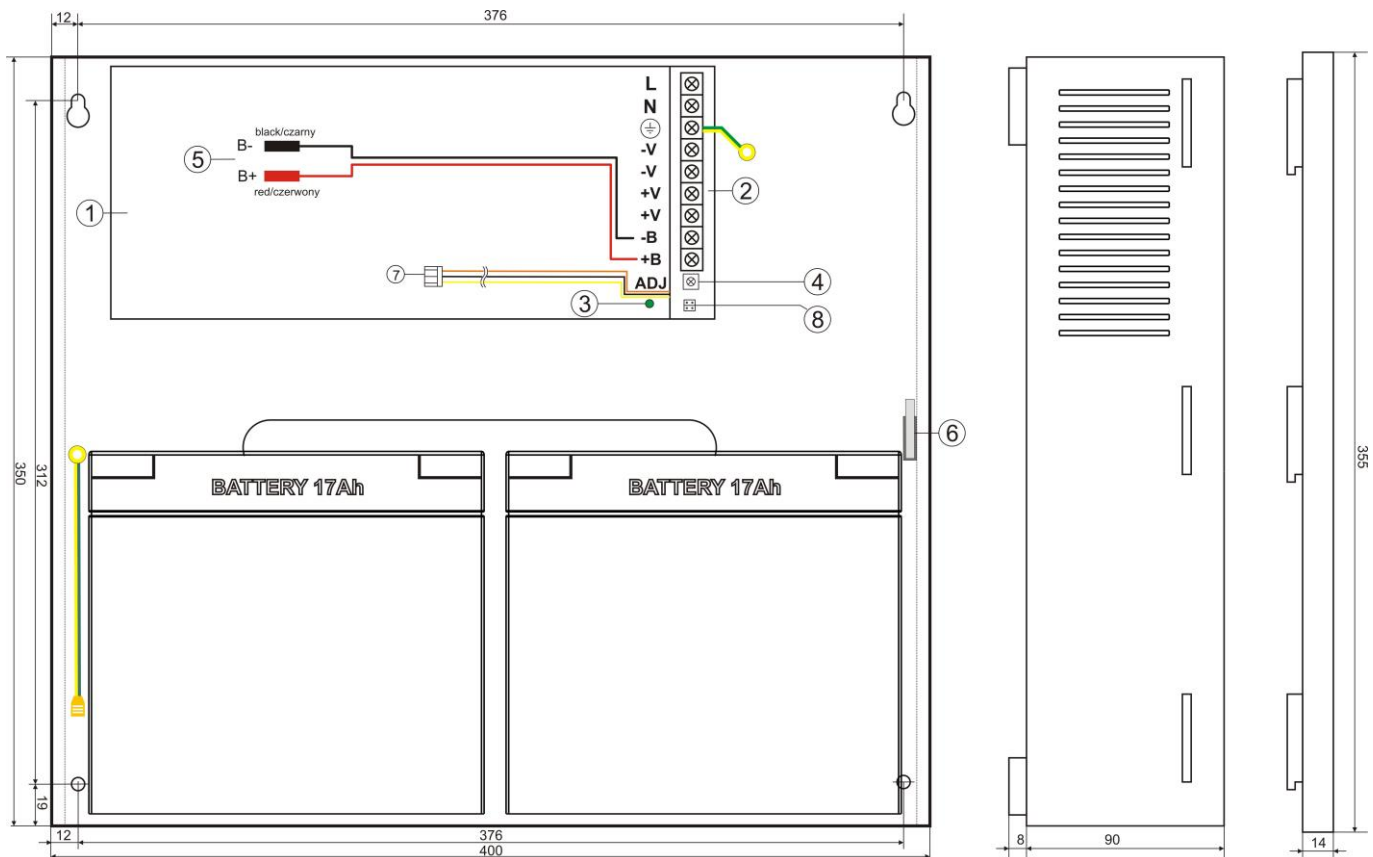 12
376
L
N
-V
-V
+V
+V
-B
+B
ADJ
black/czarny
B-
B+
red/czerwony
5
1
2
7
3
4
8
6
BATTERY 17Ah
BATTERY 17Ah
350
312
19
12
376
400
8
90
355
14